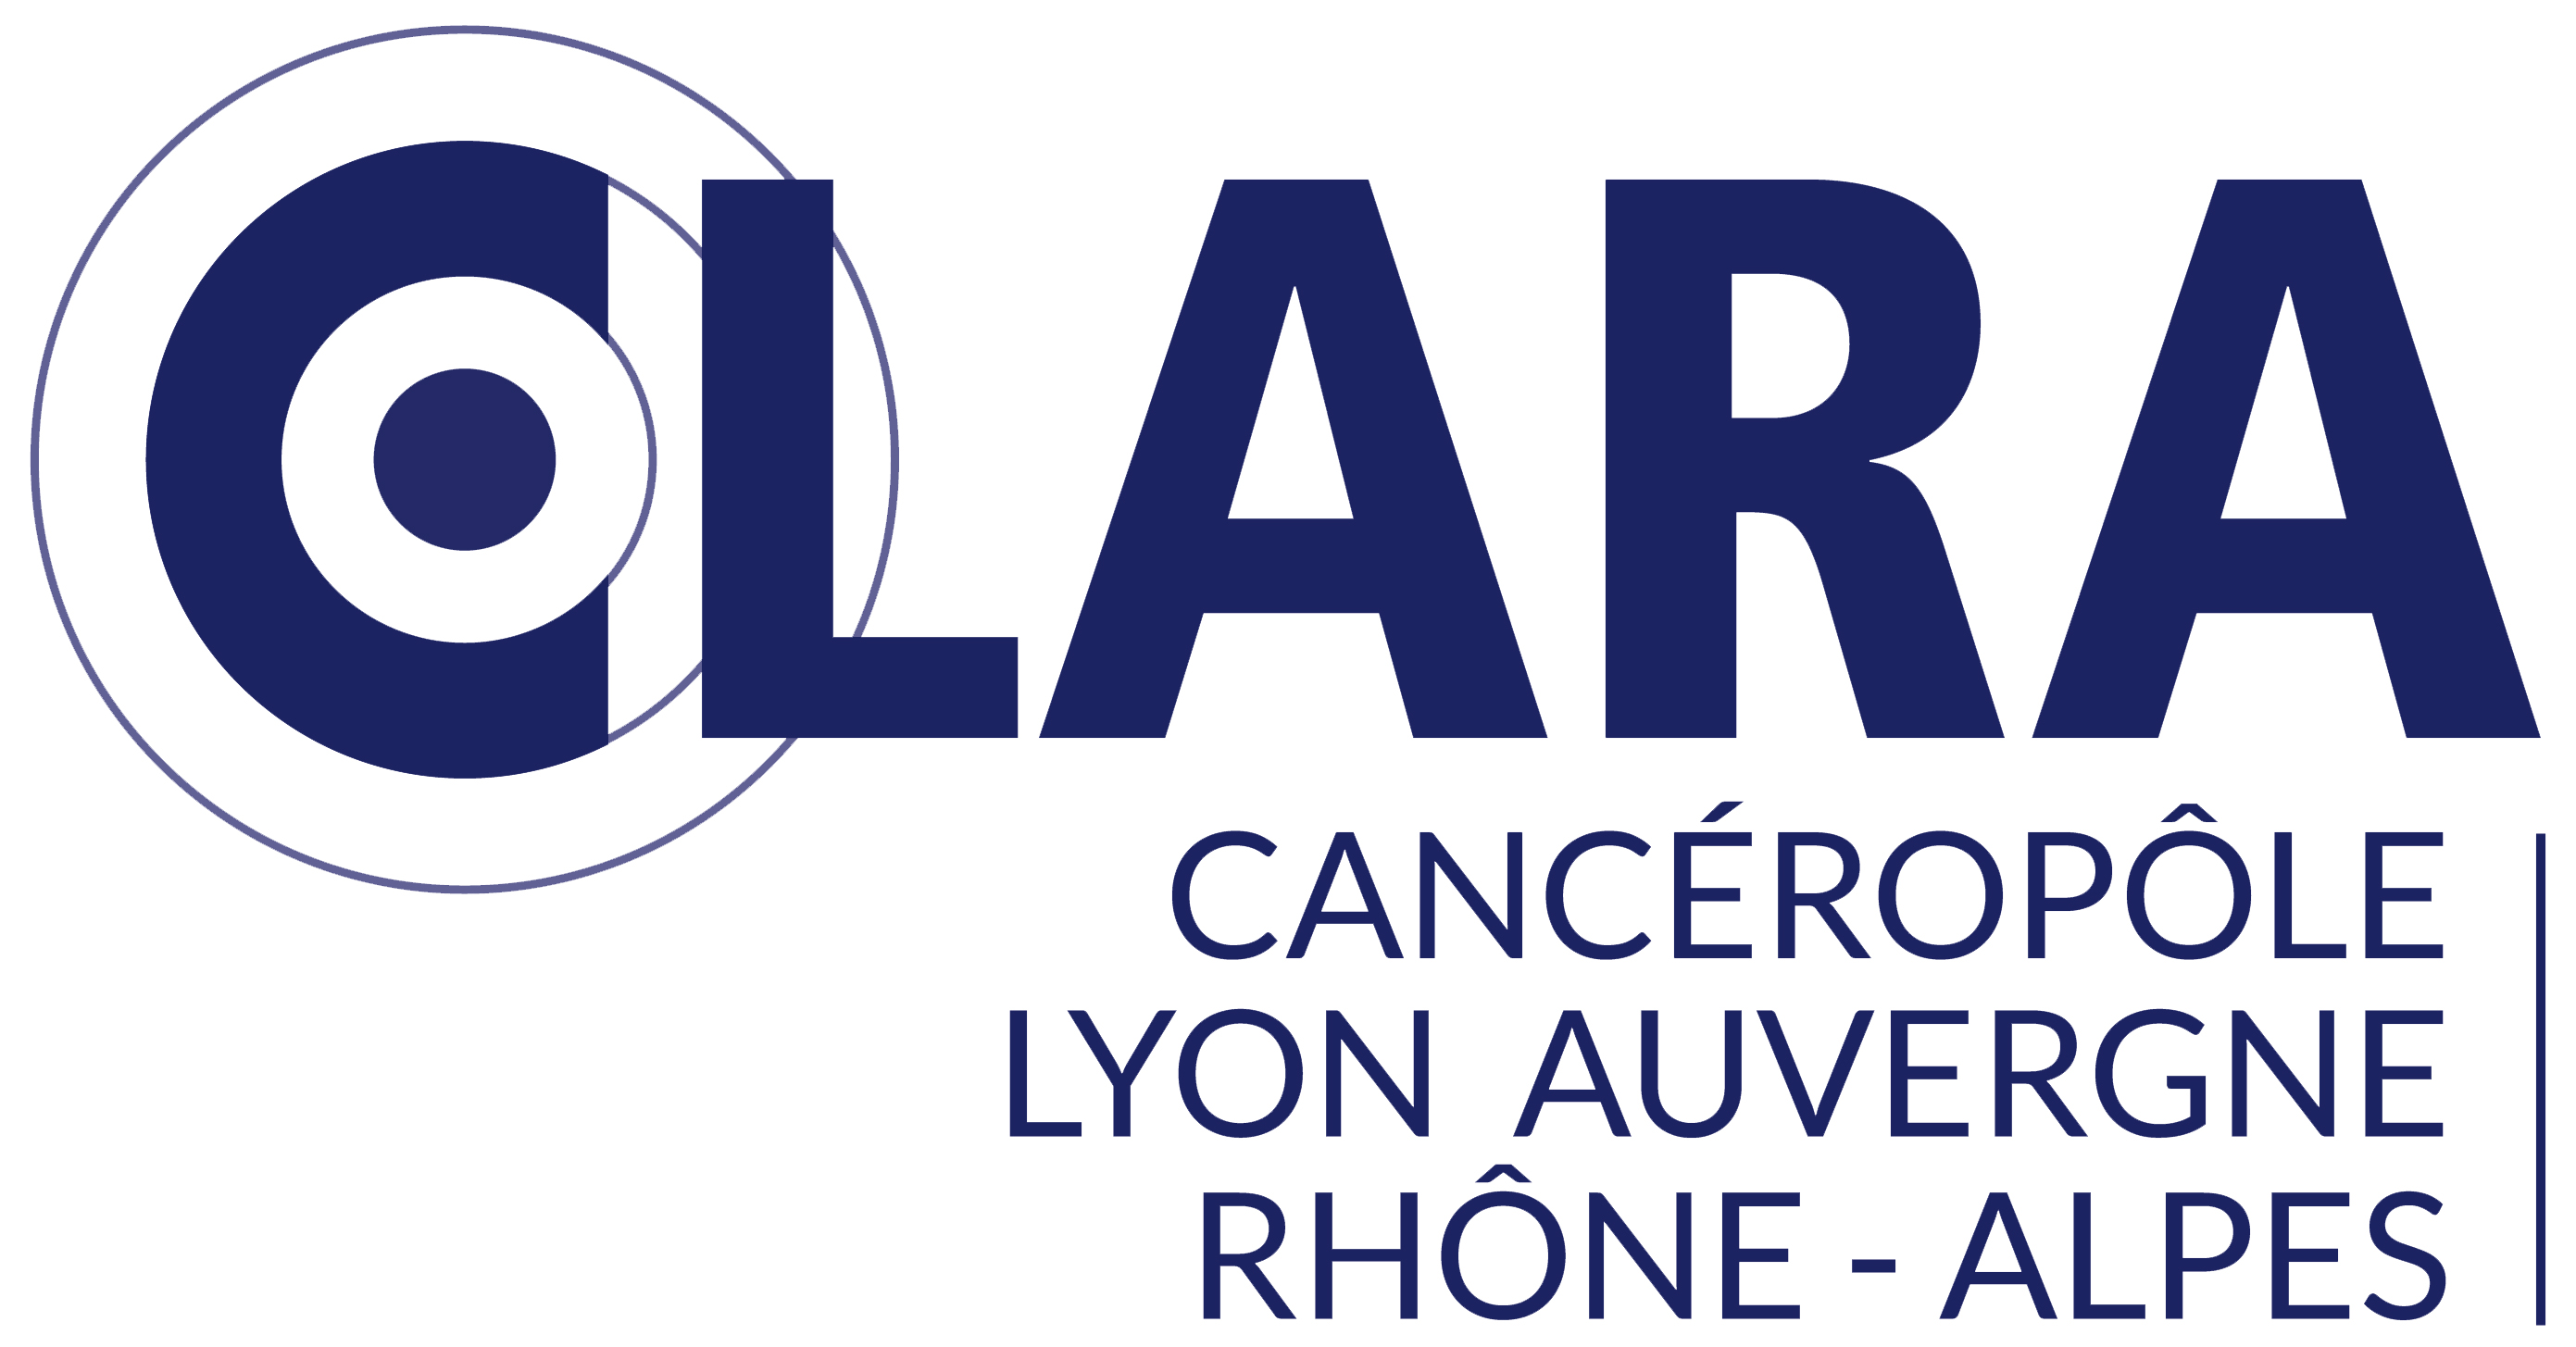 CLARA
CANCÉROPÔLE
LYON AUVERGNE
RHÔNE - ALPES